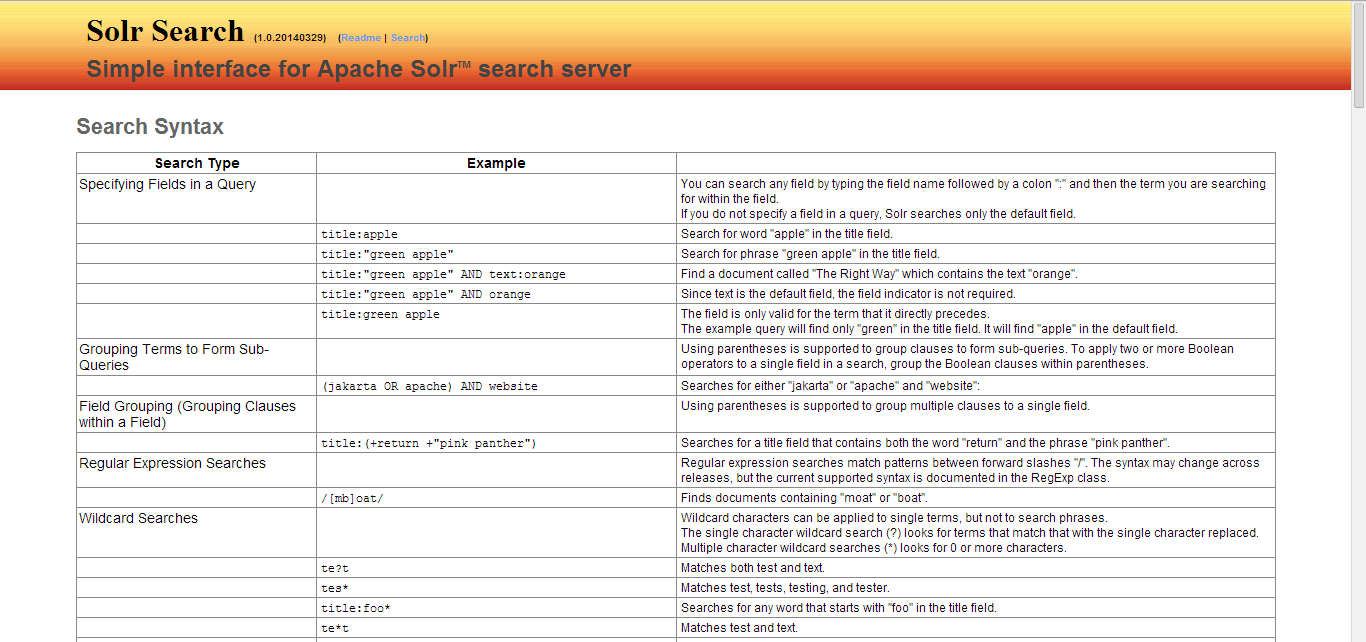 Solr Search (1.0.20140329) (Readme | Search)
Simple interface for Apache Solr™ search server
Search Syntax
Search Type Example
Specifying Fields in a Query You can search any field by typing the field name followed by a colon ":" and then the term you are searching
for within the field.
If you do not specify a field in a query, Solr searches only the default field.
title:apple Search for word "apple" in the title field.
title:"green apple" Search for phrase "green apple" in the title field.
title:"green apple" AND text:orange Find a document called "The Right Way" which contains the text "orange".
title:"green apple" AND orange Since text is the default field, the field indicator is not required.
title:green apple The field is only valid for the term that it directly precedes.
The example query will find only "green" in the title field. It will find "apple" in the default field.
Grouping Terms to Form Sub- Using parentheses is supported to group clauses to form sub-queries. To apply two or more Boolean
Queries operators to a single field in a search, group the Boolean clauses within parentheses.
(jakarta OR apache) AND website Searches for either "jakarta" or "apache" and "website":
Field Grouping (Grouping Clauses Using parentheses is supported to group multiple clauses to a single field.
within a Field)
title:(+return +"pink panther") Searches for a title field that contains both the word "return" and the phrase "pink panther".
Regular Expression Searches Regular expression searches match patterns between forward slashes "/". The syntax may change across
releases, but the current supported syntax is documented in the RegExp class.
/[mb]oat/ Finds documents containing "moat" or "boat".
Wildcard Searches Wildcard characters can be applied to single terms, but not to search phrases.
The single character wildcard search (?) looks for terms that match that with the single character replaced.
Multiple character wildcard searches (*) looks for 0 or more characters.
te?t Matches both test and text.
tes* Matches test, tests, testing, and tester.
title:foo* Searches for any word that starts with "foo" in the title field.
te*t Matches test and text.